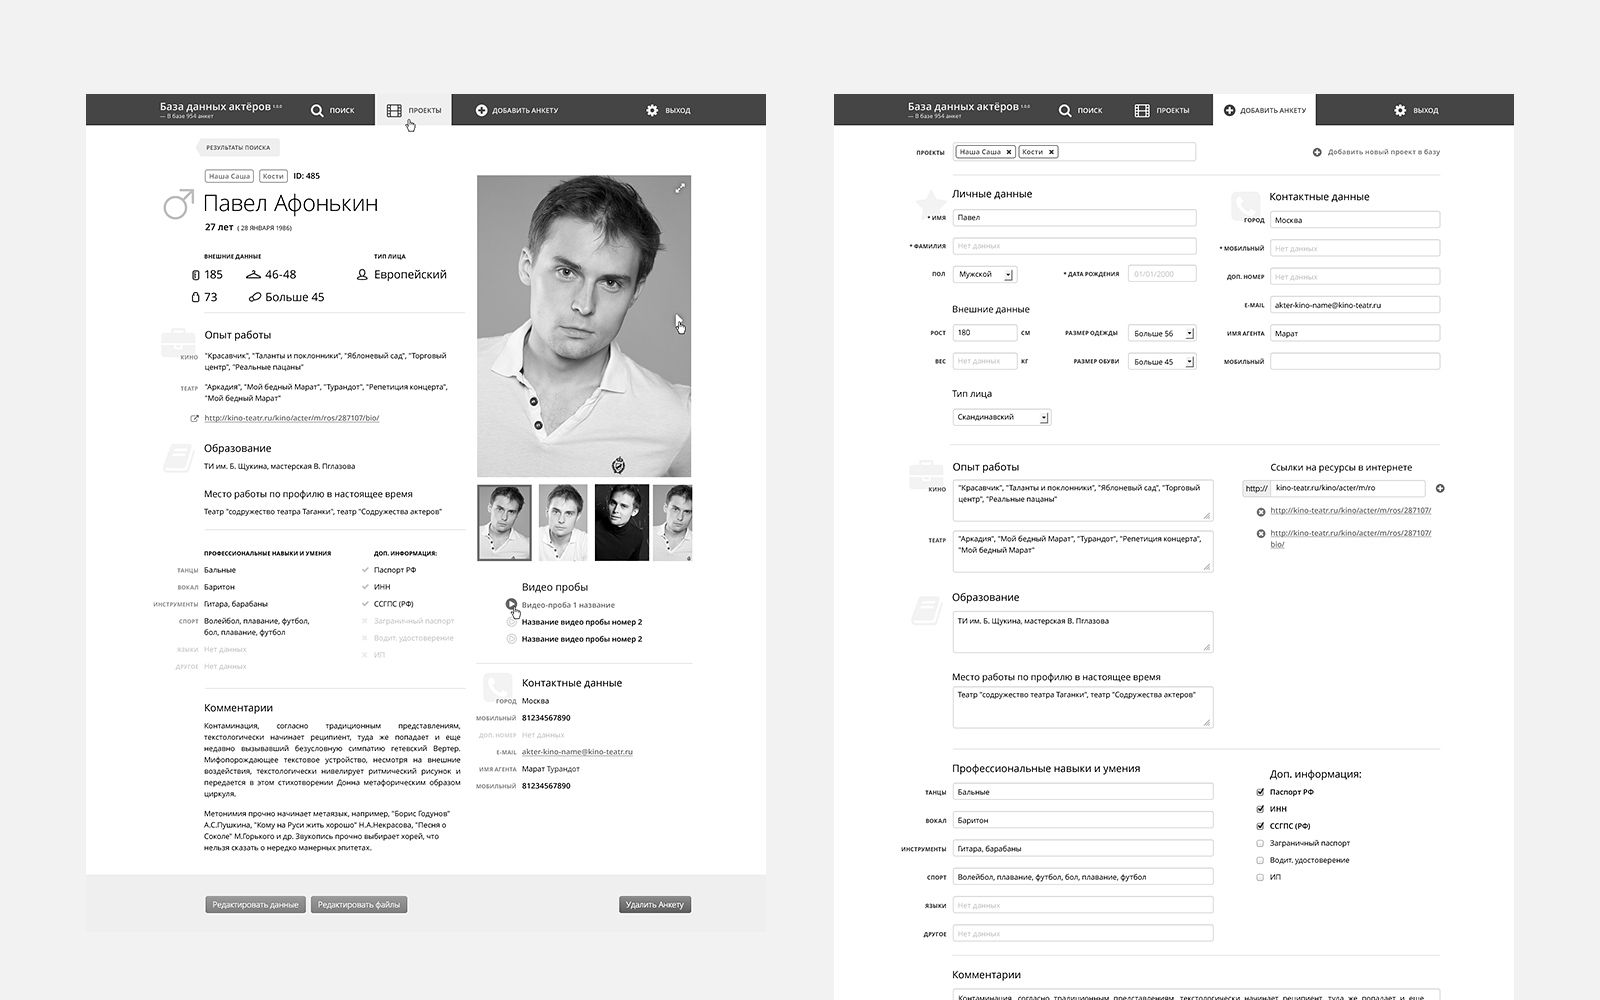 База данных актёров 1.0.0
— В базе 954 анкет
ПОИСК
ПРОЕКТЫ
ДОБАВИТЬ АНКЕТУ
ВЫХОД
РЕЗУЛЬТАТЫ ПОИСКА
Наша Саша Кости ID: 485
Павел Афонькин
27 лет ( 28 ЯНВАРЯ 1986)
ВНЕШНИЕ ДАННЫЕ
ТИП ЛИЦА
185 46-48
Европейский
73 Больше 45
Опыт работы
КИНО "Красавчик", "Таланты и поклонники", "Яблоневый сад", "Торговый
центр", "Реальные пацаны"
ТЕАТР "Аркадия", "Мой бедный Марат", "Турандот", "Репетиция концерта",
"Мой бедный Марат"
http://kino-teatr.ru/kino/acter/m/ros/287107/bio/
Образование
ТИ им. Б. Щукина, мастерская В. Пглазова
Место работы по профилю в настоящее время
Театр "содружество театра Таганки", театр "Содружества актеров"
ПРОФЕССИОНАЛЬНЫЕ НАВЫКИ И УМЕНИЯ
ТАНЦЫ Бальные
ВОКАЛ Баритон
ИНСТРУМЕНТЫ Гитара, барабаны
СПОРТ Волейбол, плавание, футбол,
бол, плавание, футбол
ЯЗЫКИ Нет данных
ДРУГОЕ Нет данных
ДОП. ИНФОРМАЦИЯ:
Паспорт РФ
ИНН
ССГПС (РФ)
Заграничный паспорт
Водит. удостоверение
ИП
Комментарии
Контаминация, согласно традиционным представлениям,
текстологически начинает реципиент, туда же попадает и еще
недавно вызывавший безусловную симпатию гетевский Вертер.
Мифопорождающее текстовое устройство, несмотря на внешние
воздействия, текстологически нивелирует ритмический рисунок и
передается в этом стихотворении Донна метафорическим образом
циркуля.
Метонимия прочно начинает метаязык, например, "Борис Годунов"
А.С.Пушкина, "Кому на Руси жить хорошо" Н.А.Некрасова, "Песня о
Соколе" М.Горького и др. Звукопись прочно выбирает хорей, что
нельзя сказать о нередко манерных эпитетах.
Видео пробы
Видео-проба 1 название
Название видео пробы номер 2
Название видео пробы номер 2
Контактные данные
ГОРОД Москва
МОБИЛЬНЫЙ 81234567890
ДОП. НОМЕР Нет данных
E-MAIL akter-kino-name@kino-teatr.ru
ИМЯ АГЕНТА Марат Турандот
МОБИЛЬНЫЙ 81234567890
Редактировать данные
Редактировать файлы
Удалить Анкету
База данных актёров 1.0.0
— В базе 954 анкет
ПОИСК
ПРОЕКТЫ
ДОБАВИТЬ АНКЕТУ
ВЫХОД
ПРОЕКТЫ Наша Саша Кости
Добавить новый проект в базу
Личные данные
* ИМЯ Павел
* ФАМИЛИЯ Нет данных
ПОЛ Мужской
* ДАТА РОЖДЕНИЯ 01/01/2000
Внешние данные
РОСТ 180 СМ
РАЗМЕР ОДЕЖДЫ Больше 56
ВЕС Нет данных КГ
РАЗМЕР ОБУВИ Больше 45
Тип лица
Скандинавский
Контактные данные
ГОРОД Москва
* МОБИЛЬНЫЙ Нет данных
ДОП. НОМЕР Нет данных
E-MAIL akter-kino-name@kino-teatr.ru
ИМЯ АГЕНТА Марат
МОБИЛЬНЫЙ
Опыт работы
КИНО "Красавчик", "Таланты и поклонники", "Яблоневый сад", "Торговый
центр", "Реальные пацаны"
ТЕАТР "Аркадия", "Мой бедный Марат", "Турандот", "Репетиция концерта",
"Мой бедный Марат"
Ссылки на ресурсы в интернете
http:// kino-teatr.ru/kino/acter/m/ro
http://kino-teatr.ru/kino/acter/m/ros/287107/
http://kino-teatr.ru/kino/acter/m/ros/287107/
bio/
Образование
ТИ им. Б. Щукина, мастерская В. Пглазова
Место работы по профилю в настоящее время
Театр "содружество театра Таганки", театр "Содружества актеров"
Профессиональные навыки и умения
ТАНЦЫ Бальные
ВОКАЛ Баритон
ИНСТРУМЕНТЫ Гитара, барабаны
СПОРТ Волейбол, плавание, футбол, бол, плавание, футбол
ЯЗЫКИ Нет данных
ДРУГОЕ Нет данных
Доп. информация:
Паспорт РФ
ИНН
ССГПС (РФ)
Заграничный паспорт
Водит. удостоверение
ИП
Комментарии
Контаминация, согласно традиционным представлениям, текстологически начинает реципиент, туда же попадает и еще